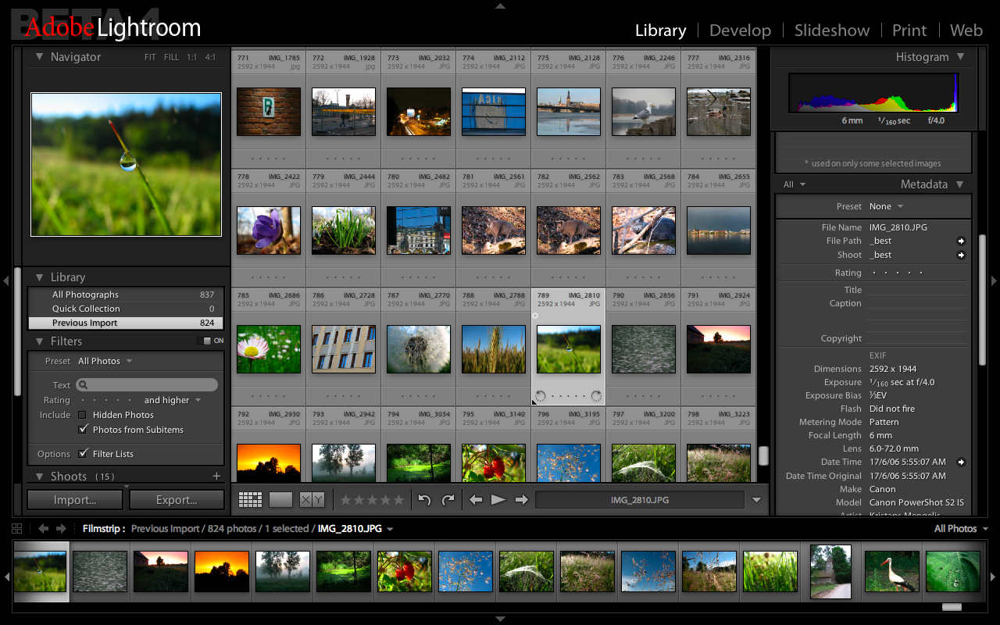 BETA4
Adobe Lightroom
Library | Develop | Slideshow | Print | Web
Navigator FIT FILL 1:1 4:1
771 IMG_1785
2592 x 1944 jpg
772 IMG_1928
2592 x 1944 jpg
773 IMG_2032
2592 x 1944 JPG
774 IMG_2112
2592 x 1944 JPG
775 IMG_2128
2592 x 1944 JPG
776 IMG_2246
2592 x 1944 JPG
777 IMG_2316
2592 x 1944 JPG
778 IMG_2422
2592 x 1944 JPG
779 IMG_2444
2592 x 1944 JPG
780 IMG_2482
2592 x 1944 JPG
781 IMG_2561
2592 x 1944 JPG
782 IMG_2562
2592 x 1944 JPG
783 IMG_2568
2592 x 1944 JPG
784 IMG_2655
2592 x 1944 JPG
785 IMG_2686
2592 x 1944 JPG
786 IMG_2728
2592 x 1944 JPG
787 IMG_2770
2592 x 1944 JPG
788 IMG_2788
2592 x 1944 JPG
789 IMG_2810
2592 x 1944 JPG
790 IMG_2856
2592 x 1944 JPG
791 IMG_2924
2592 x 1944 JPG
792 IMG_2930
2592 x 1944 JPG
793 IMG_2942
2592 x 1944 JPG
794 IMG_3034
2592 x 1944 JPG
795 IMG_3140
2592 x 1944 JPG
796 IMG_3195
2592 x 1944 JPG
797 IMG_3200
2592 x 1944 JPG
798 IMG_3223
2592 x 1944 JPG
Library
All Photographs 837
Quick Collection 0
Previous Import 824
Filters ON
Preset All Photos
Text
Rating . . . . . and higher
Include Hidden Photos
Photos from Subitems
Options Filter Lists
Shoots (15) +
Import... Export...
X Y
IMG_2810.JPG
Histogram
6 mm 1/160 sec f/4.0
* used on only some selected images
All Metadata
Preset None
File Name IMG_2810.JPG
File Path _best
Shoot _best
Rating . . . . .
Title
Caption
Copyright
EXIF
Dimensions 2592 x 1944
Exposure 1/160 sec at f/4.0
Exposure Bias ⅓EV
Flash Did not fire
Metering Mode Pattern
Focal Length 6 mm
Lens 6.0-72.0 mm
Date Time 17/6/06 5:55:07 AM
Date Time Original 17/6/06 5:55:07 AM
Make Canon
Model Canon PowerShot S2 IS
Artist Kristaps Mengelis
Filmstrip : Previous Import / 824 photos / 1 selected / IMG_2810.JPG
All Photos